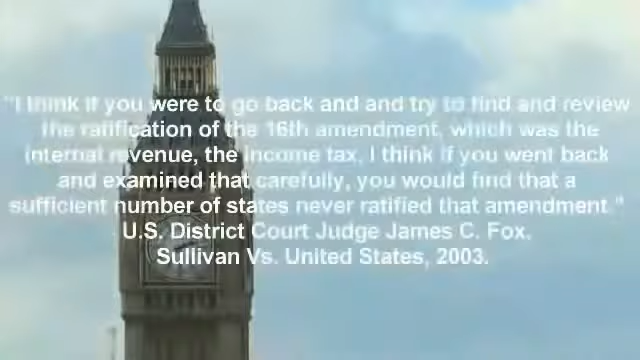 "I think if you were to go back and and try to find and review
the ratification of the 16th amendment, which was the
internal revenue, the income tax, I think if you went back
and examined that carefully, you would find that a
sufficient number of states never ratified that amendment."
U.S. District Court Judge James C. Fox.
Sullivan Vs. United States, 2003.